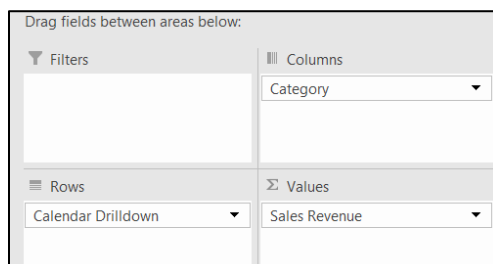 Drag fields between areas below:
Filters
Columns
Category
Rows
Values
Calendar Drilldown
Sales Revenue